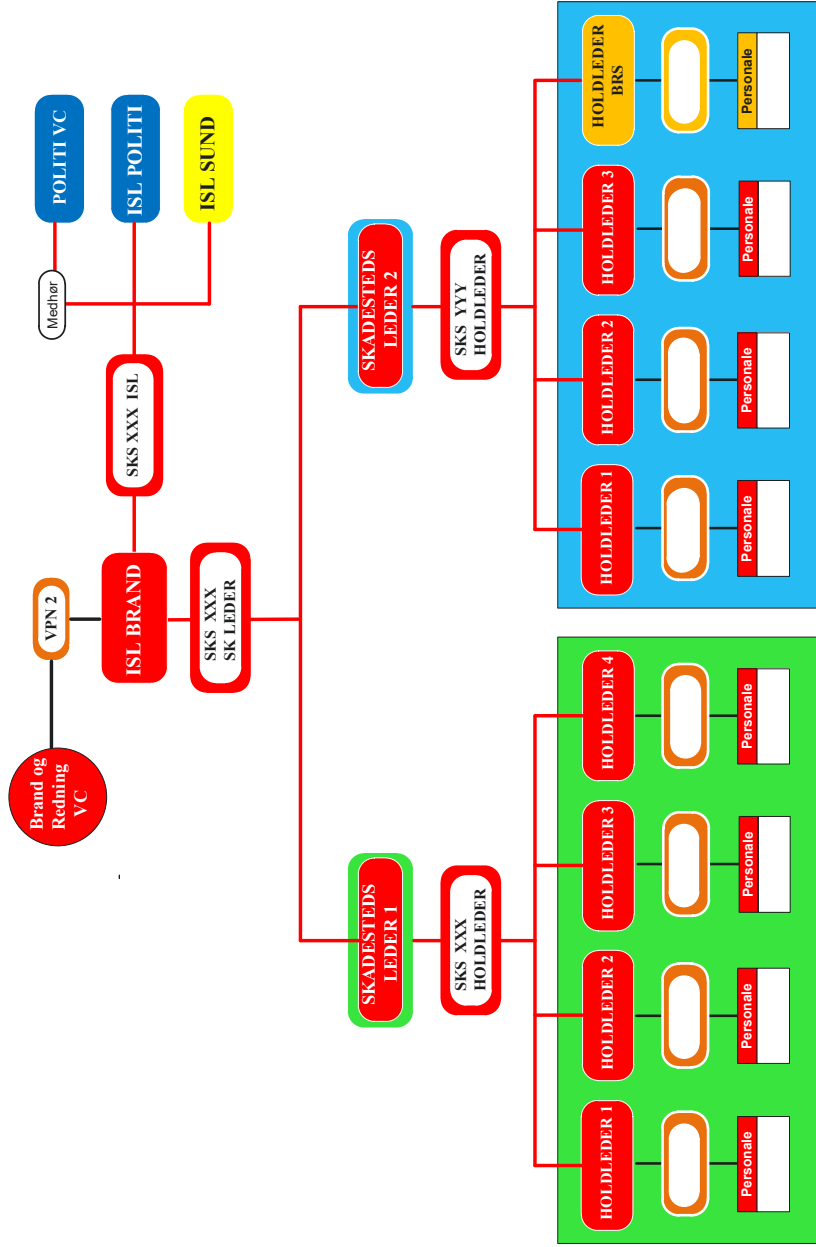 Brand og
Redning
VC
VPN 2
ISL BRAND
SKS XXX ISL
Medhør
POLITI VC
ISL POLITI
ISL SUND
SKS XXX
SK LEDER
SKADESTEDS
LEDER 1
SKADESTEDS
LEDER 2
SKS XXX
HOLDLEDER
SKS YYY
HOLDLEDER
HOLDLEDER 1
HOLDLEDER 2
HOLDLEDER 3
HOLDLEDER 4
HOLDLEDER 1
HOLDLEDER 2
HOLDLEDER 3
HOLDLEDER
BRS
Personale
Personale
Personale
Personale
Personale
Personale
Personale
Personale